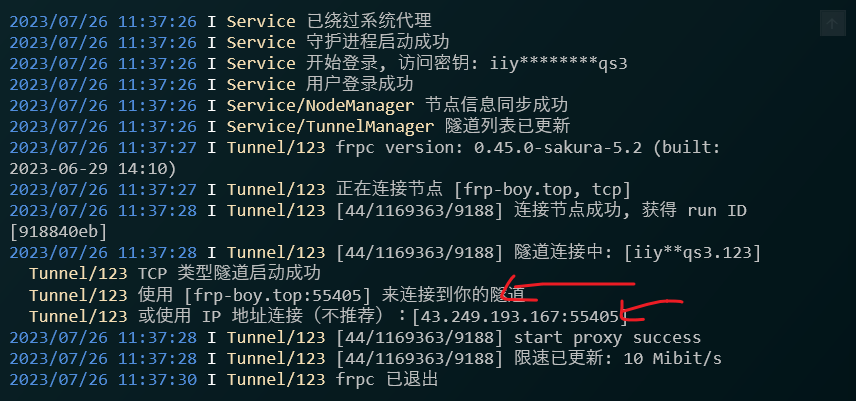 2023/07/26 11:37:26 I Service 已绕过系统代理
2023/07/26 11:37:26 I Service 守护进程启动成功
2023/07/26 11:37:26 I Service 开始登录, 访问密钥: iiy********qs3
2023/07/26 11:37:26 I Service 用户登录成功
2023/07/26 11:37:26 I Service/NodeManager 节点信息同步成功
2023/07/26 11:37:26 I Service/TunnelManager 隧道列表已更新
2023/07/26 11:37:27 I Tunnel/123 frpc version: 0.45.0-sakura-5.2 (built:
2023-06-29 14:10)
2023/07/26 11:37:27 I Tunnel/123 正在连接节点 [frp-boy.top, tcp]
2023/07/26 11:37:28 I Tunnel/123 [44/1169363/9188] 连接节点成功, 获得 run ID
[918840eb]
2023/07/26 11:37:28 I Tunnel/123 [44/1169363/9188] 隧道连接中: [iiy**qs3.123]
Tunnel/123 TCP 类型隧道启动成功
Tunnel/123 使用 [frp-boy.top:55405] 来连接到你的隧道
Tunnel/123 或使用 IP 地址连接（不推荐）：[43.249.193.167:55405]
2023/07/26 11:37:28 I Tunnel/123 [44/1169363/9188] start proxy success
2023/07/26 11:37:28 I Tunnel/123 [44/1169363/9188] 限速已更新: 10 Mibit/s
2023/07/26 11:37:30 I Tunnel/123 frpc 已退出